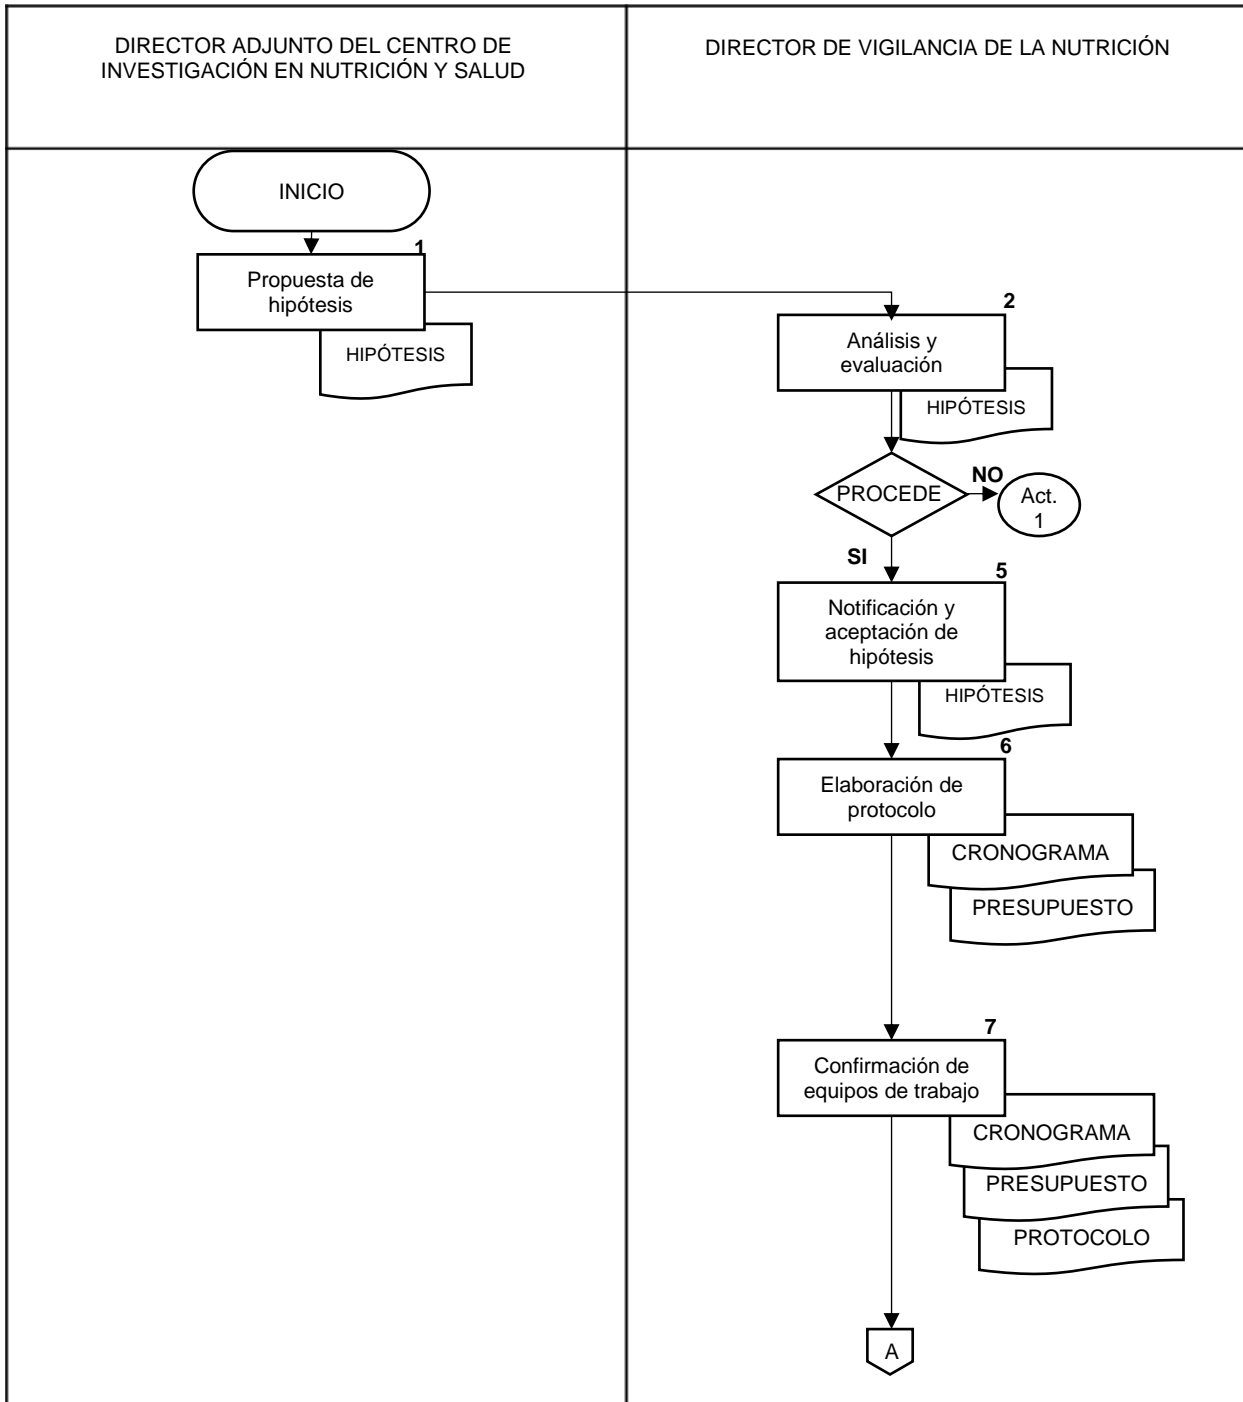 DIRECTOR ADJUNTO DEL CENTRO DE
INVESTIGACIÓN EN NUTRICIÓN Y SALUD
DIRECTOR DE VIGILANCIA DE LA NUTRICIÓN
INICIO
1
Propuesta de
hipótesis
HIPÓTESIS
2
Análisis y
evaluación
HIPÓTESIS
PROCEDE
NO
Act.
1
SI
5
Notificación y
aceptación de
hipótesis
HIPÓTESIS
6
Elaboración de
protocolo
CRONOGRAMA
PRESUPUESTO
7
Confirmación de
equipos de trabajo
CRONOGRAMA
PRESUPUESTO
PROTOCOLO
A